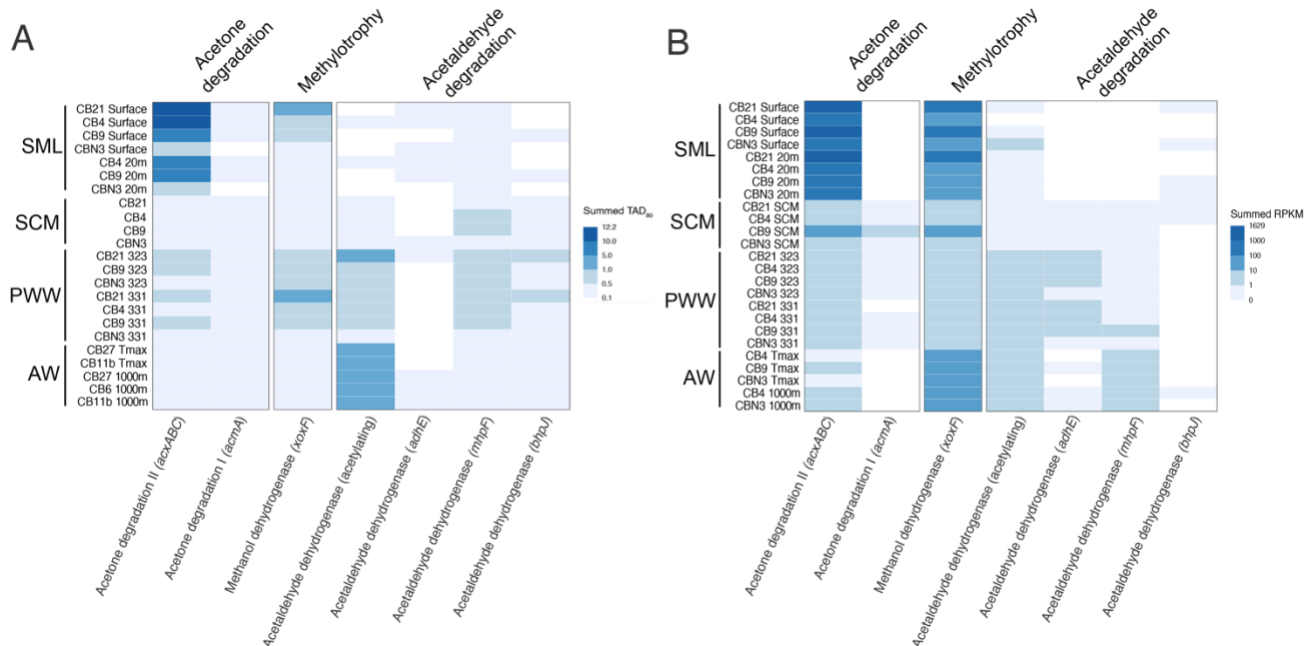 A
Acetone
degradation
Methylotrophy
Acetaldehyde
degradation
SML
CB21 Surface
CB4 Surface
CB9 Surface
CBN3 Surface
CB4 20m
CB9 20m
CBN3 20m
SCM
CB21
CB4
CB9
CBN3
PWW
CB21 323
CB9 323
CBN3 323
CB21 331
CB4 331
CB9 331
CBN3 331
AW
CB27 Tmax
CB11b Tmax
CB27 1000m
CB6 1000m
CB11b 1000m
Acetone degradation II (acxABC)
Acetone degradation I (acmA)
Methanol dehydrogenase (xoxF)
Acetaldehyde dehydrogenase (acetylating)
Acetaldehyde dehydrogenase (adhE)
Acetaldehyde dehydrogenase (mhpF)
Acetaldehyde dehydrogenase (bhpJ)
Summed TAD80
12.2
10.0
5.0
1.0
0.5
0.1
B
Acetone
degradation
Methylotrophy
Acetaldehyde
degradation
SML
CB21 Surface
CB4 Surface
CB9 Surface
CBN3 Surface
CB21 20m
CB4 20m
CB9 20m
CBN3 20m
SCM
CB21 SCM
CB4 SCM
CB9 SCM
CBN3 SCM
PWW
CB21 323
CB4 323
CB9 323
CBN3 323
CB21 331
CB4 331
CB9 331
CBN3 331
AW
CB4 Tmax
CB9 Tmax
CBN3 Tmax
CB4 1000m
CBN3 1000m
Acetone degradation II (acxABC)
Acetone degradation I (acmA)
Methanol dehydrogenase (xoxF)
Acetaldehyde dehydrogenase (acetylating)
Acetaldehyde dehydrogenase (adhE)
Acetaldehyde dehydrogenase (mhpF)
Acetaldehyde dehydrogenase (bhpJ)
Summed RPKM
1629
1000
100
10
1
0